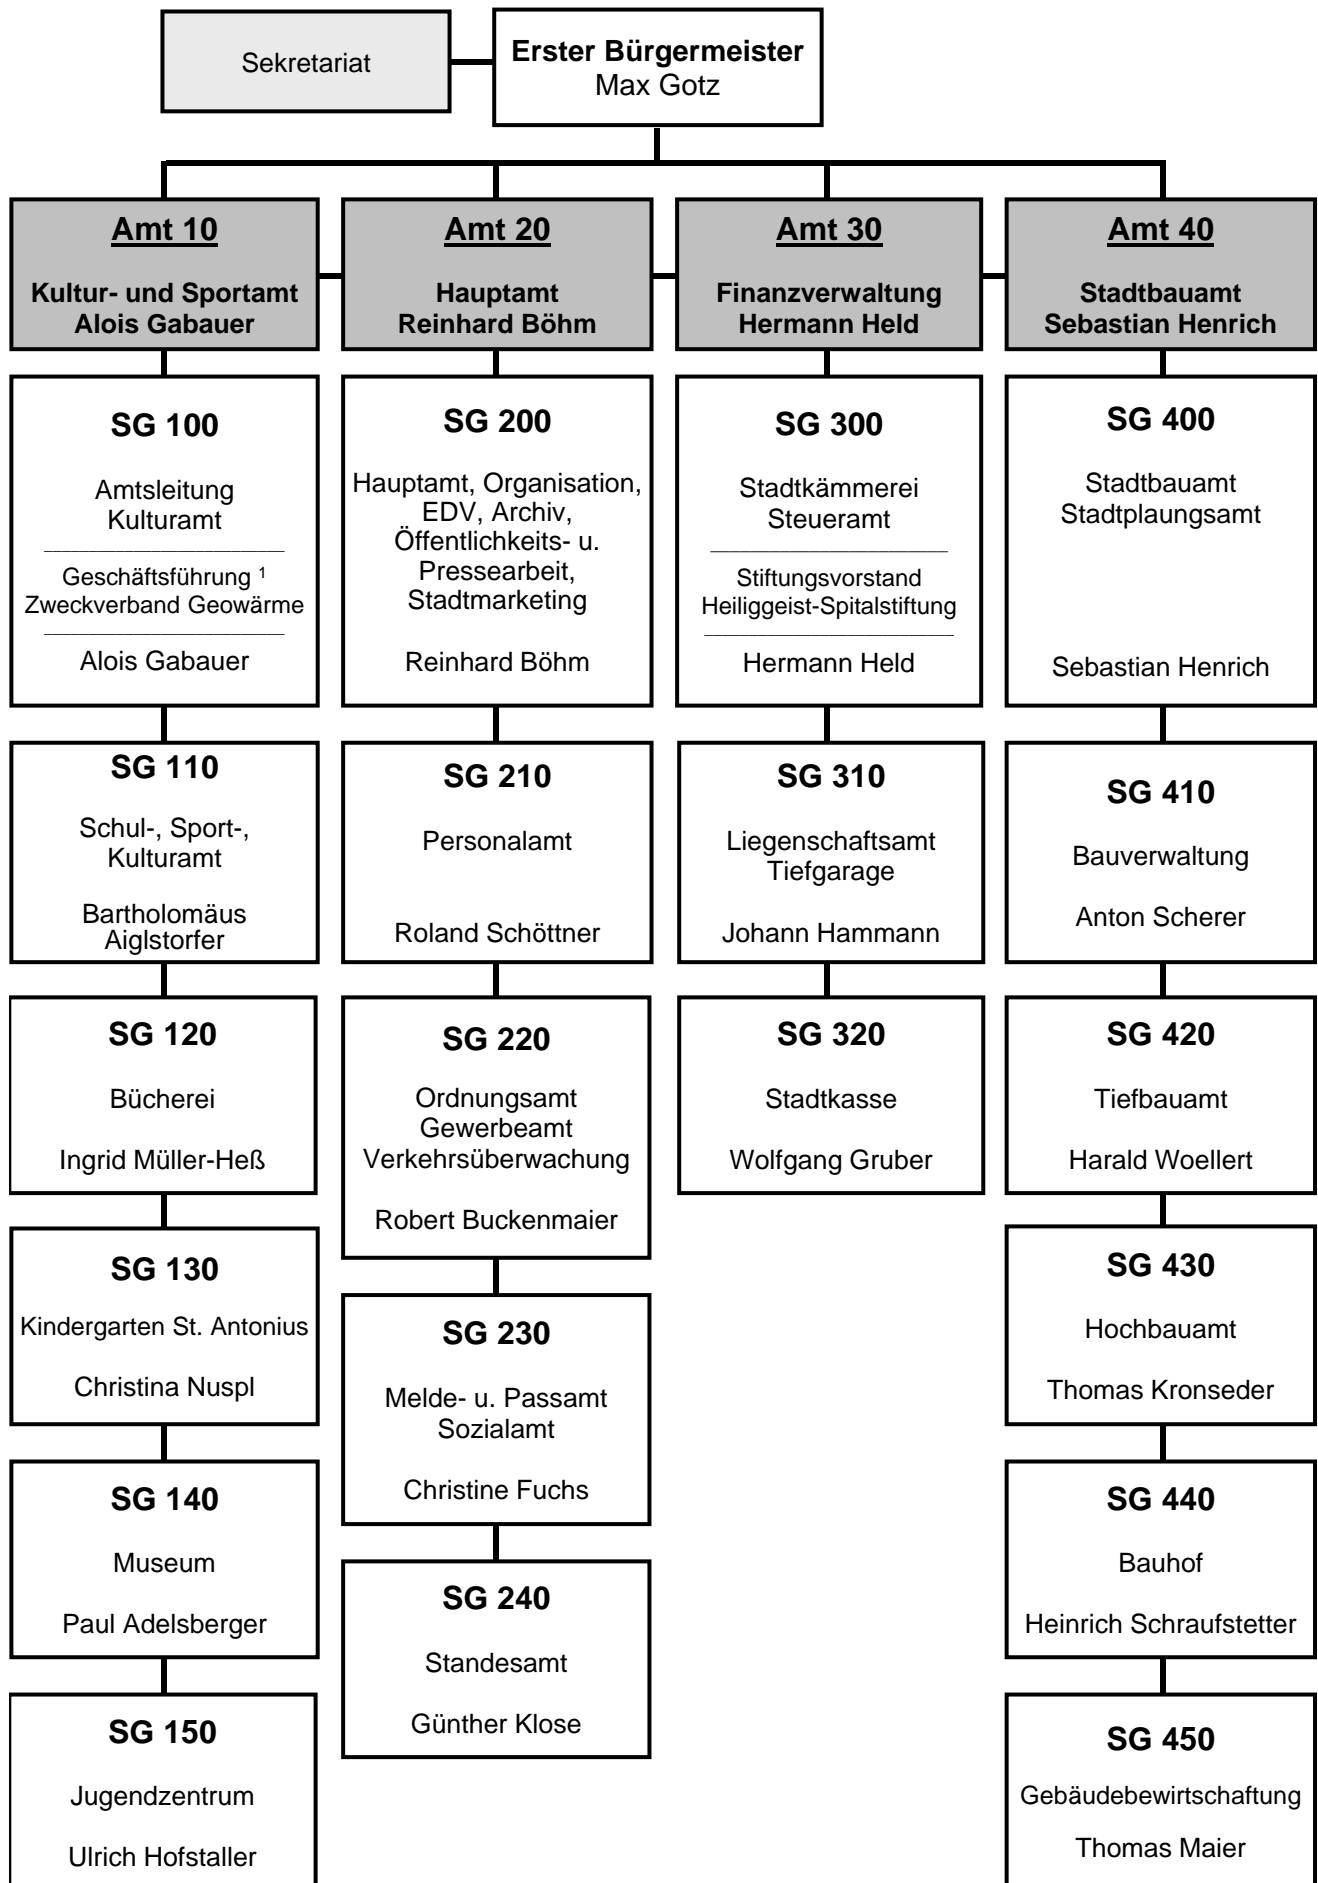 Sekretariat
Erster Bürgermeister
Max Gotz
Amt 10
Kultur- und Sportamt
Alois Gabauer
Amt 20
Hauptamt
Reinhard Böhm
Amt 30
Finanzverwaltung
Hermann Held
Amt 40
Stadtbauamt
Sebastian Henrich
SG 100
Amtsleitung
Kulturamt
Geschäftsführung ¹
Zweckverband Geowärme
Alois Gabauer
SG 200
Hauptamt, Organisation,
EDV, Archiv,
Öffentlichkeits- u.
Pressearbeit,
Stadtmarketing
Reinhard Böhm
SG 300
Stadtkämmerei
Steueramt
Stiftungsvorstand
Heiliggeist-Spitalstiftung
Hermann Held
SG 400
Stadtbauamt
Stadtplaungsamt
Sebastian Henrich
SG 110
Schul-, Sport-,
Kulturamt
Bartholomäus
Aiglstorfer
SG 210
Personalamt
Roland Schöttner
SG 310
Liegenschaftsamt
Tiefgarage
Johann Hammann
SG 410
Bauverwaltung
Anton Scherer
SG 120
Bücherei
Ingrid Müller-Heß
SG 220
Ordnungsamt
Gewerbeamt
Verkehrsüberwachung
Robert Buckenmaier
SG 320
Stadtkasse
Wolfgang Gruber
SG 420
Tiefbauamt
Harald Woellert
SG 130
Kindergarten St. Antonius
Christina Nuspl
SG 230
Melde- u. Passamt
Sozialamt
Christine Fuchs
SG 430
Hochbauamt
Thomas Kronseder
SG 140
Museum
Paul Adelsberger
SG 240
Standesamt
Günther Klose
SG 440
Bauhof
Heinrich Schraufstetter
SG 150
Jugendzentrum
Ulrich Hofstaller
SG 450
Gebäudebewirtschaftung
Thomas Maier